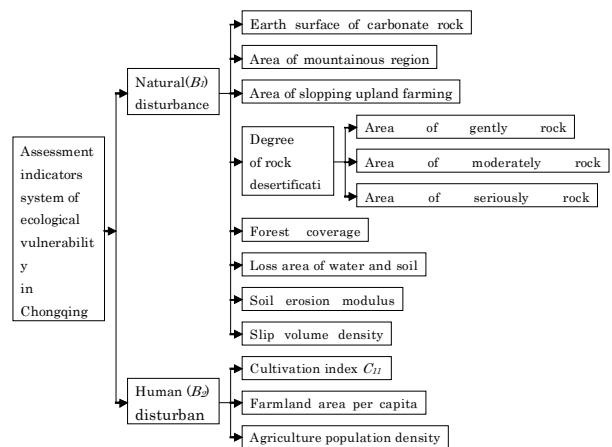 Assessment
indicators
system of
ecological
vulnerabilit
y
in
Chongqing
Natural(B1)
disturbance
Earth surface of carbonate rock
Area of mountainous region
Area of slopping upland farming
Degree
of rock
desertificati
Area of gently rock
Area of moderately rock
Area of seriously rock
Forest coverage
Loss area of water and soil
Soil erosion modulus
Slip volume density
Human (B2)
disturban
Cultivation index C11
Farmland area per capita
Agriculture population density